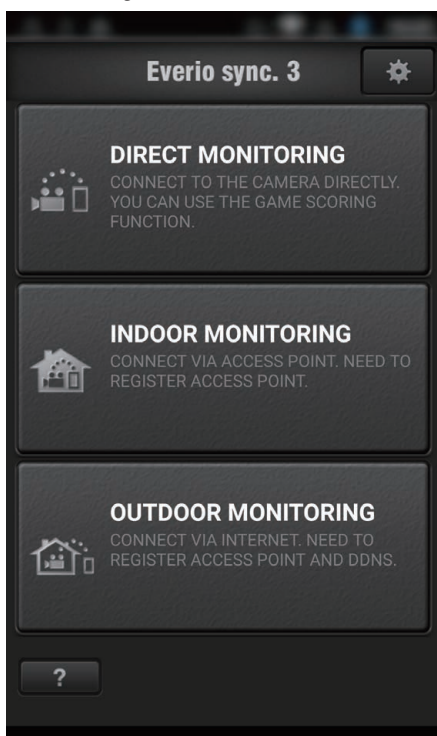 Everio sync. 3
DIRECT MONITORING
CONNECT TO THE CAMERA DIRECTLY.
YOU CAN USE THE GAME SCORING
FUNCTION.
INDOOR MONITORING
CONNECT VIA ACCESS POINT. NEED TO
REGISTER ACCESS POINT.
OUTDOOR MONITORING
CONNECT VIA INTERNET. NEED TO
REGISTER ACCESS POINT AND DDNS.
?